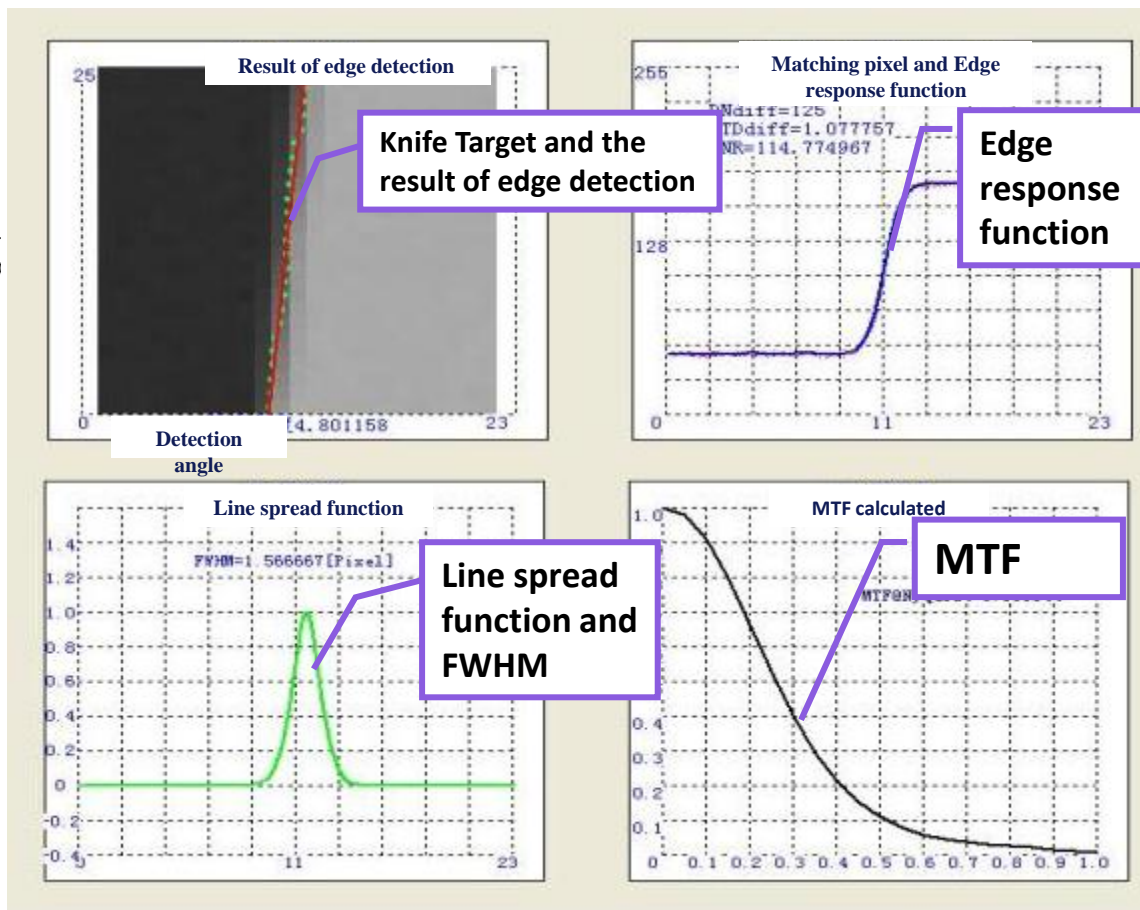 Result of edge detection
25
Knife Target and the
result of edge detection
0
4.801158
23
Detection
angle
Matching pixel and Edge
response function
255
Ndiff=125
TDdiff=1.077757
NR=114.774967
Edge
response
function
128
0
11
23
Line spread function
FWHM=1.566667[Pixel]
Line spread
function and
FWHM
1.4
1.2
1.0
0.8
0.6
0.4
0.2
0
-0.2
-0.4
11
23
MTF calculated
MTF
MTF@N
1.0
0.4
0.3
0.2
0.1
0 0.1 0.2 0.3 0.4 0.5 0.6 0.7 0.8 0.9 1.0